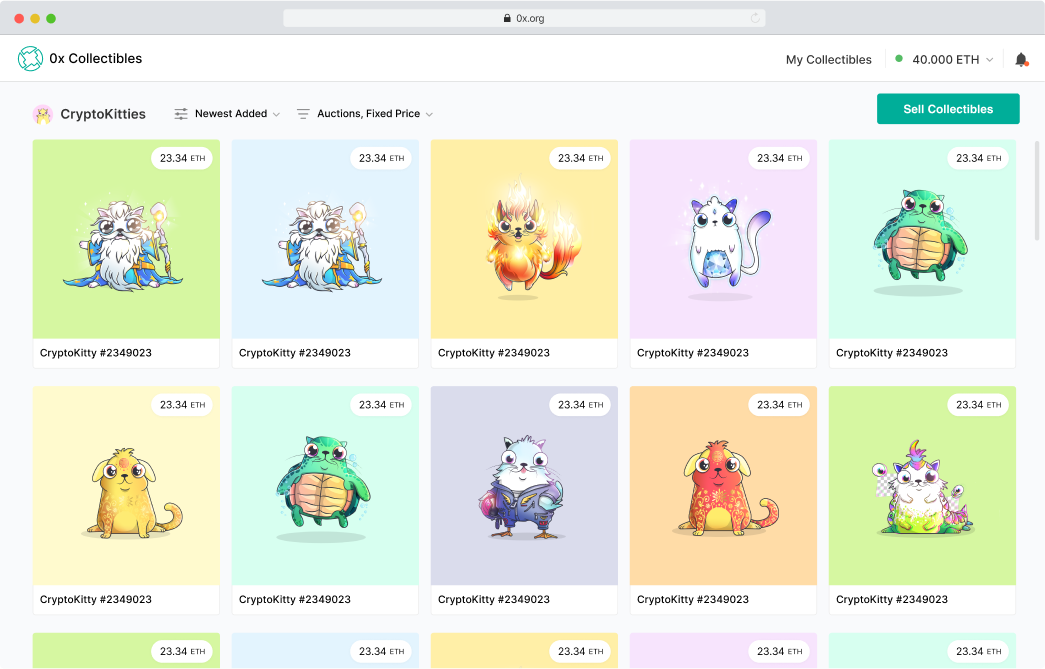 0x.org
0x Collectibles
My Collectibles
40.000 ETH
CryptoKitties
Newest Added
Auctions, Fixed Price
Sell Collectibles
23.34 ETH
23.34 ETH
23.34 ETH
23.34 ETH
23.34 ETH
CryptoKitty #2349023
CryptoKitty #2349023
CryptoKitty #2349023
CryptoKitty #2349023
CryptoKitty #2349023
23.34 ETH
23.34 ETH
23.34 ETH
23.34 ETH
23.34 ETH
CryptoKitty #2349023
CryptoKitty #2349023
CryptoKitty #2349023
CryptoKitty #2349023
CryptoKitty #2349023
23.34 ETH
23.34 ETH
23.34 ETH
23.34 ETH
23.34 ETH